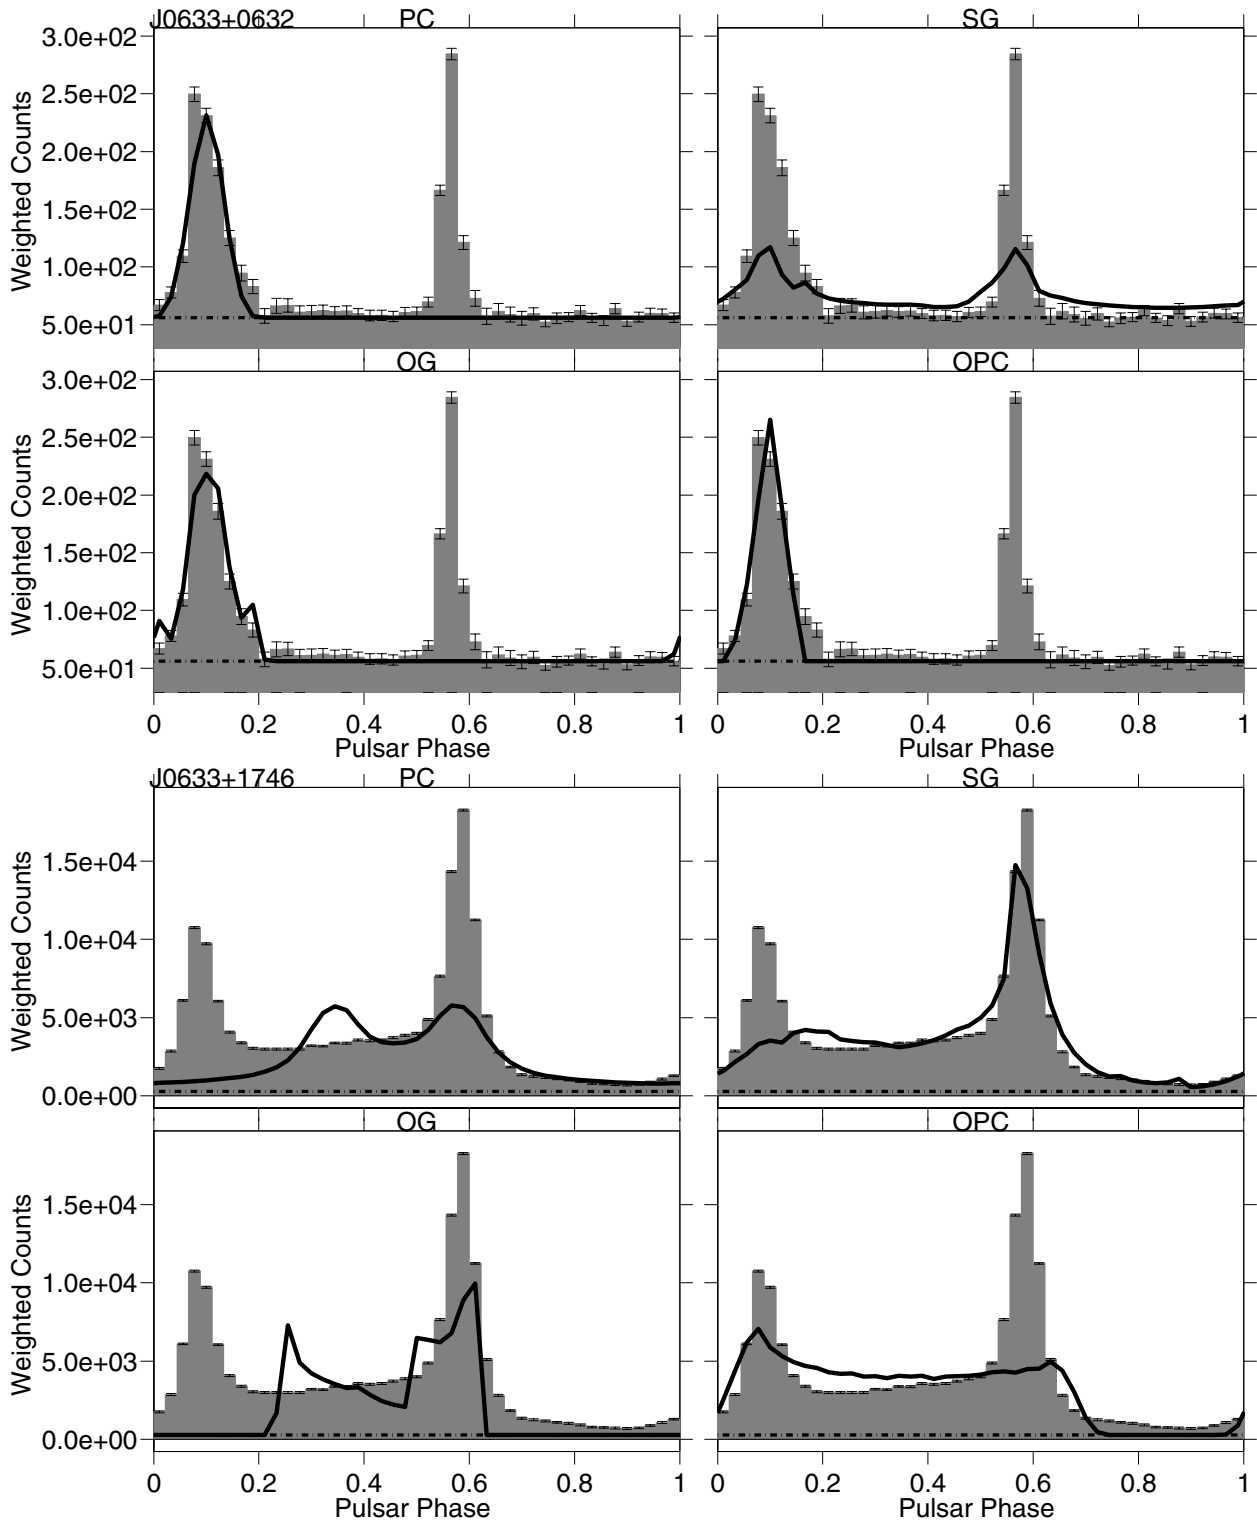 J0633+0632 PC SG
3.0e+02
2.5e+02
2.0e+02
1.5e+02
1.0e+02
5.0e+01
Weighted Counts
OG OPC
3.0e+02
2.5e+02
2.0e+02
1.5e+02
1.0e+02
5.0e+01
Weighted Counts
0 0.2 0.4 0.6 0.8 1 0 0.2 0.4 0.6 0.8 1
Pulsar Phase Pulsar Phase
J0633+1746 PC SG
1.5e+04
1.0e+04
5.0e+03
0.0e+00
Weighted Counts
OG OPC
1.5e+04
1.0e+04
5.0e+03
0.0e+00
Weighted Counts
0 0.2 0.4 0.6 0.8 1 0 0.2 0.4 0.6 0.8 1
Pulsar Phase Pulsar Phase